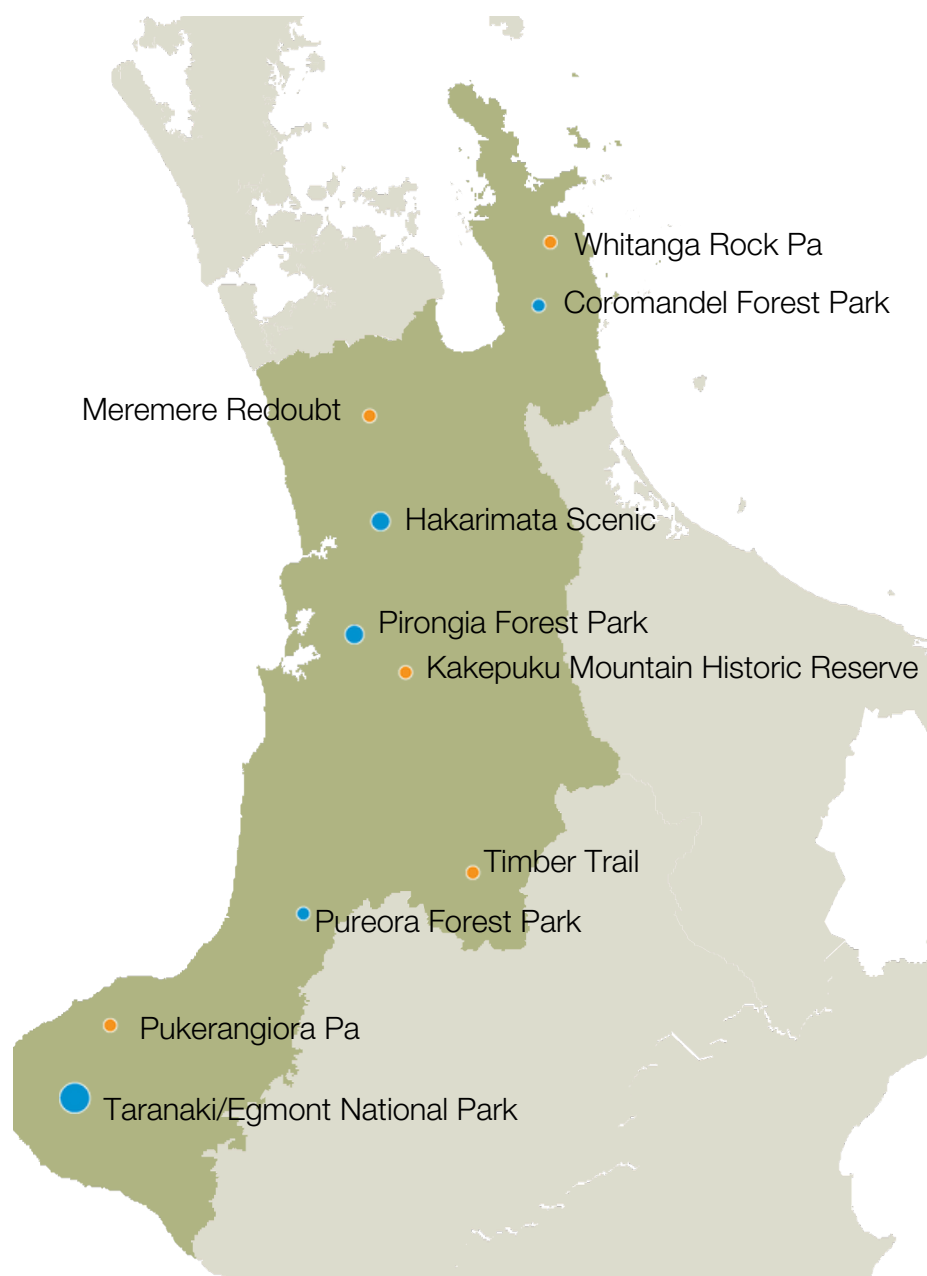 Whitanga Rock Pa
Coromandel Forest Park
Meremere Redoubt
Hakarimata Scenic
Pirongia Forest Park
Kakepuku Mountain Historic Reserve
Timber Trail
Pureora Forest Park
Pukerangiora Pa
Taranaki/Egmont National Park